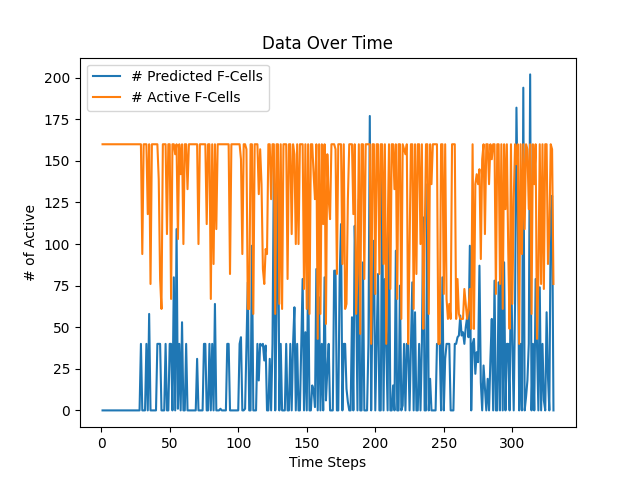 Data Over Time
# Predicted F-Cells
# Active F-Cells
# of Active
200
175
150
125
100
75
50
25
0
0 50 100 150 200 250 300
Time Steps